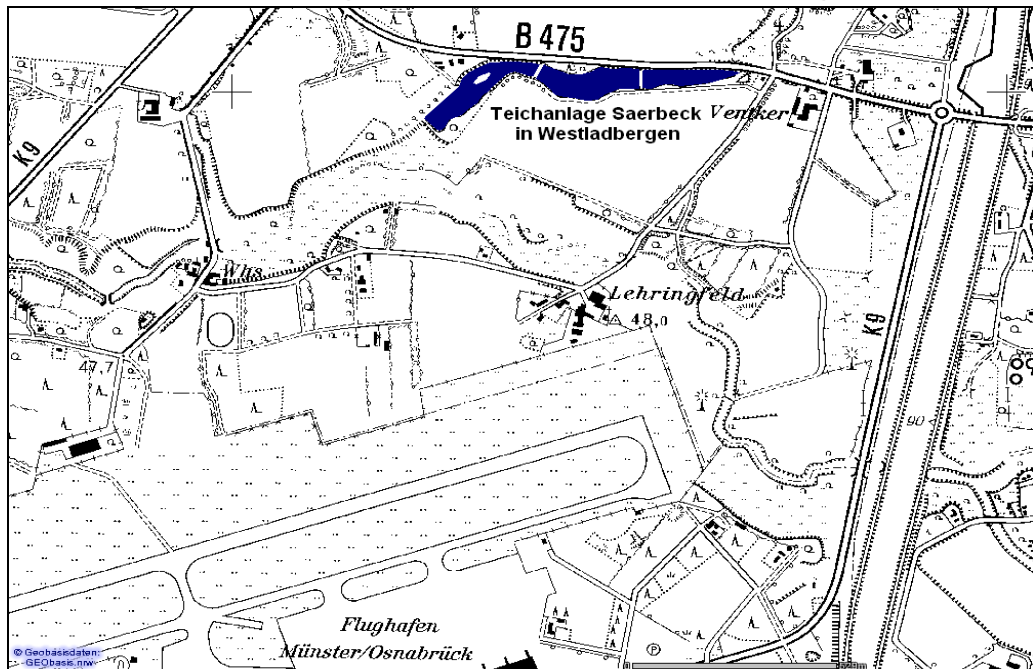 B 475
Teichanlage Saerbeck
in Westladbergen
Ventker
K9
Whs
Lehringfeld
48,0
K9
47,7
90
Flughafen
Münster/Osnabrück
P
© Geobasisdaten:
GEObasis.nrw